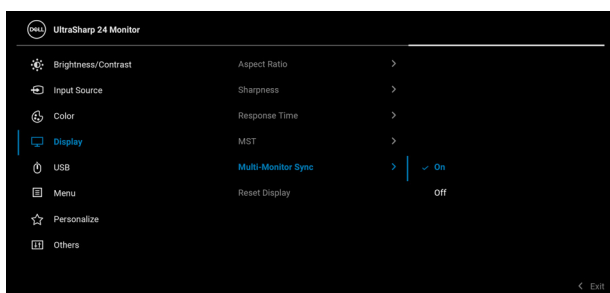 DELL UltraSharp 24 Monitor
Brightness/Contrast
Aspect Ratio
Input Source
Sharpness
Color
Response Time
Display
MST
USB
Multi-Monitor Sync
On
Menu
Reset Display
Off
Personalize
Others
Exit